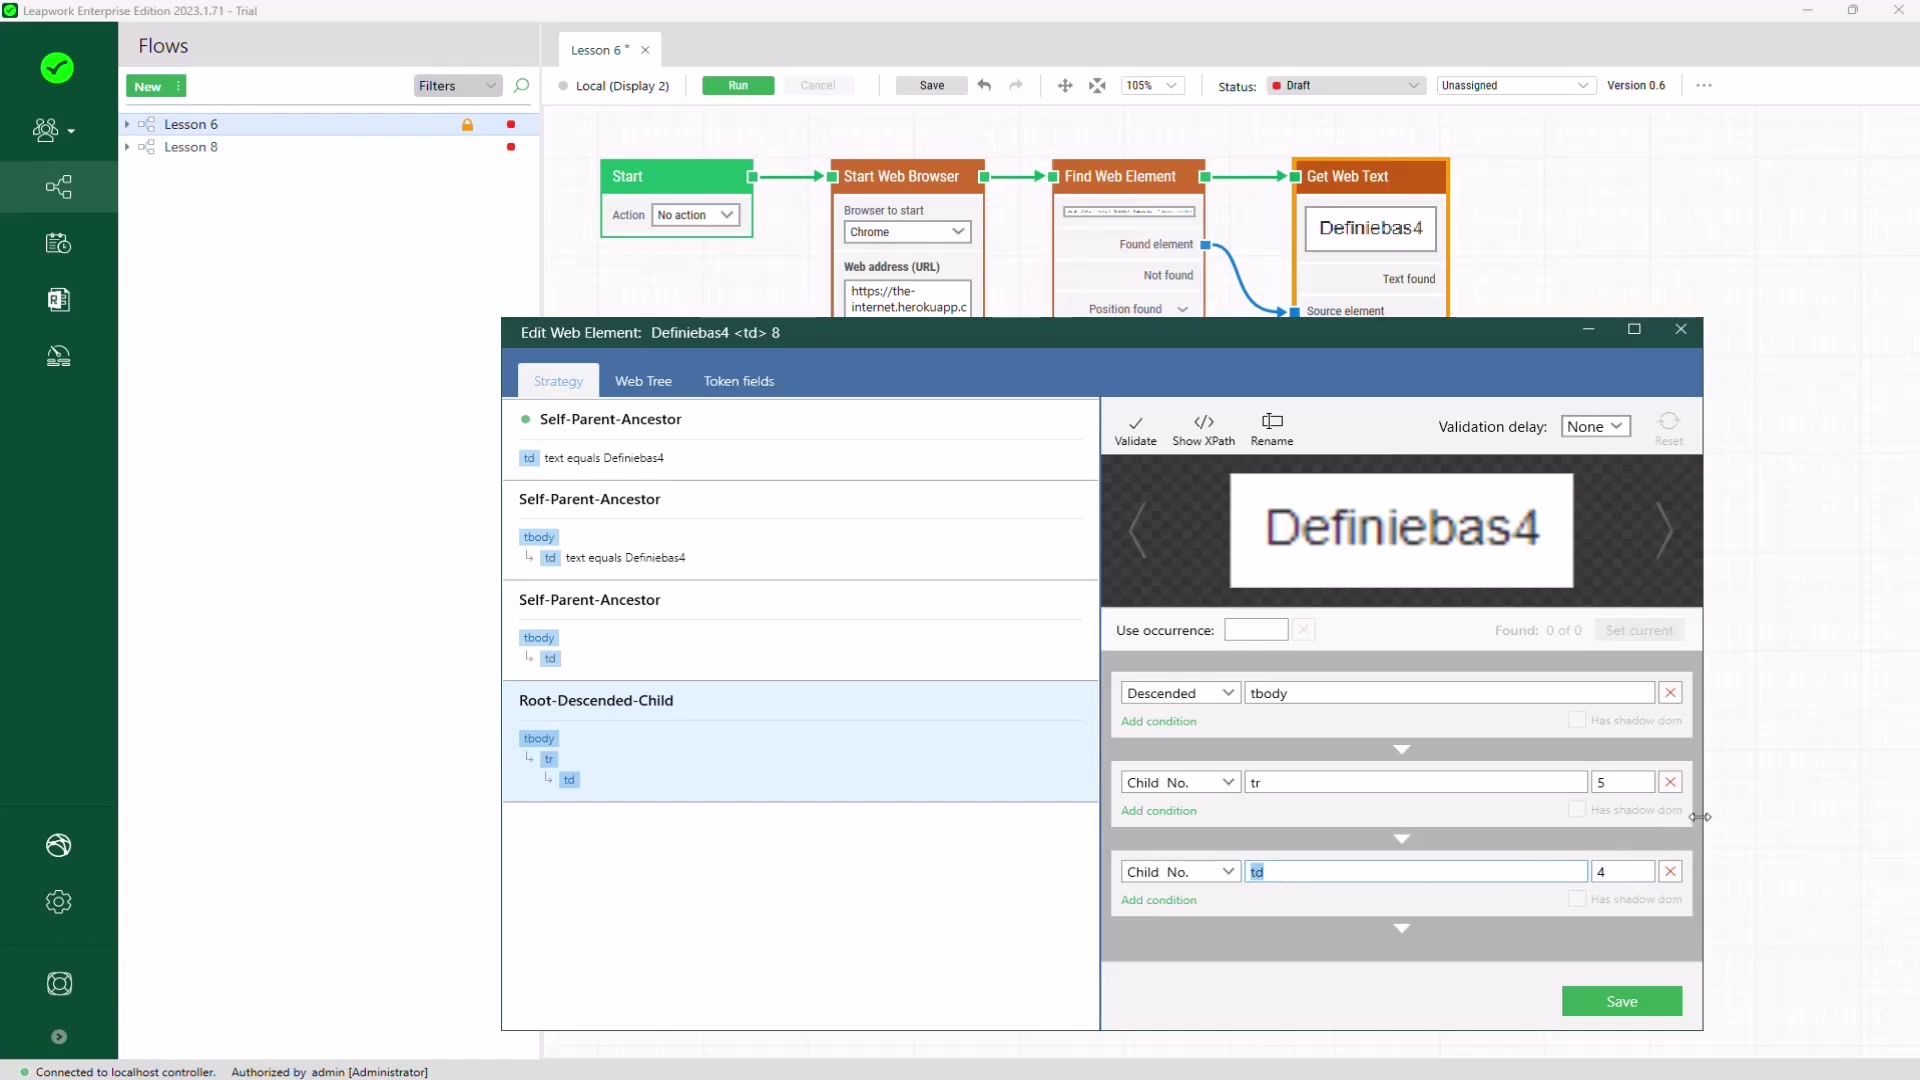 Leapwork Enterprise Edition 2023.1.71 - Trial
Flows
New
Filters
Lesson 6
Lesson 8
Lesson 6 *
Local (Display 2)
Run
Cancel
Save
105%
Status:
Draft
Unassigned
Version 0.6
Start
Action
No action
Start Web Browser
Browser to start
Chrome
Web address (URL)
https://the-
internet.herokuapp.c
Find Web Element
Found element
Not found
Position found
Get Web Text
Definiebas4
Text found
Source element
Edit Web Element: Definiebas4 <td> 8
Strategy
Web Tree
Token fields
Self-Parent-Ancestor
td text equals Definiebas4
Self-Parent-Ancestor
tbody
td text equals Definiebas4
Self-Parent-Ancestor
tbody
td
Root-Descended-Child
tbody
tr
td
Validate
Show XPath
Rename
Validation delay:
None
Reset
Definiebas4
Use occurrence:
Found: 0 of 0
Set current
Descended
tbody
Add condition
Has shadow dom
Child No.
tr
5
Add condition
Has shadow dom
Child No.
td
4
Add condition
Has shadow dom
Save
Connected to localhost controller.
Authorized by admin [Administrator]